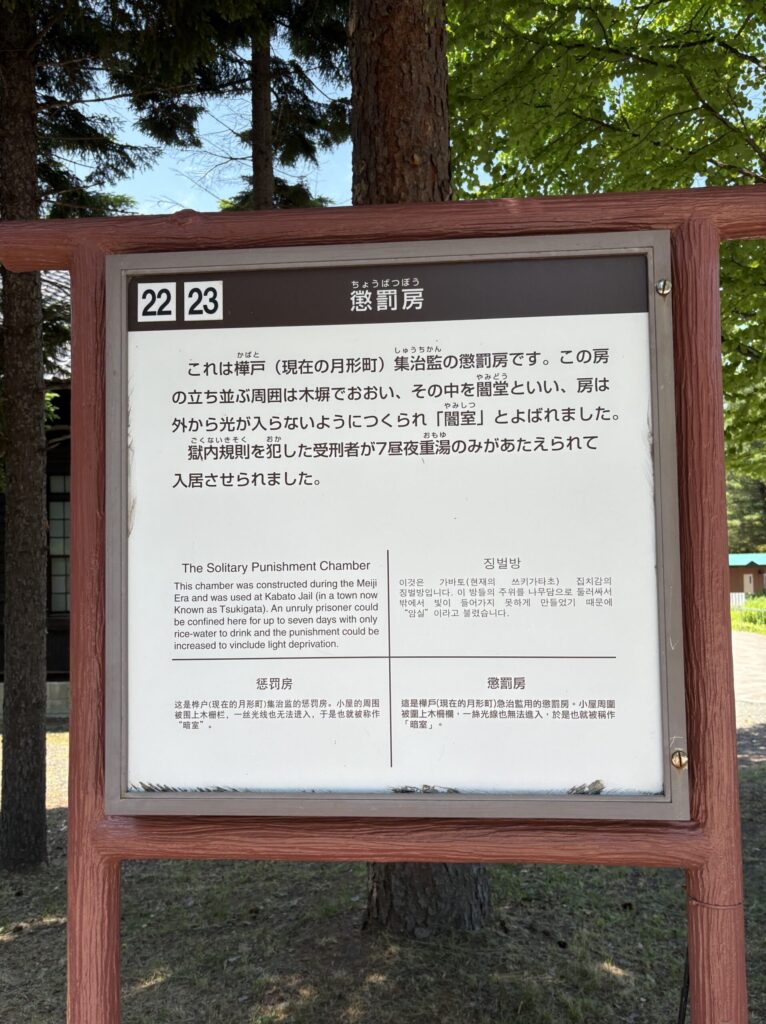 22 23
ちょうばつぼう
懲罰房
かばと しゅうちかん
これは樺戸（現在の月形町）集治監の懲罰房です。この房
やみどう
の立ち並ぶ周囲は木塀でおおい、その中を闇堂といい、房は
やみしつ
外から光が入らないようにつくられ「闇室」とよばれました。
ごくないきそく おか おもゆ
獄内規則を犯した受刑者が7昼夜重湯のみがあたえられて
入居させられました。
The Solitary Punishment Chamber
This chamber was constructed during the Meiji
Era and was used at Kabato Jail (in a town now
Known as Tsukigata). An unruly prisoner could
be confined here for up to seven days with only
rice-water to drink and the punishment could be
increased to vinclude light deprivation.
징벌방
이것은 가바토(현재의 쓰키가타초) 집치감의
징벌방입니다. 이 방들의 주위를 나무담으로 둘러싸서
밖에서 빛이 들어가지 못하게 만들었기 때문에
“암실”이라고 불렸습니다.
惩罚房
这是桦户(现在的月形町)集治监的惩罚房。小屋的周围
被围上木栅栏，一丝光线也无法进入，于是也就被称作
“暗室”。
懲罰房
這是樺戶(現在的月形町)急治監用的懲罰房。小屋周圍
被圍上木柵欄，一絲光線也無法進入，於是也就被稱作
「暗室」。